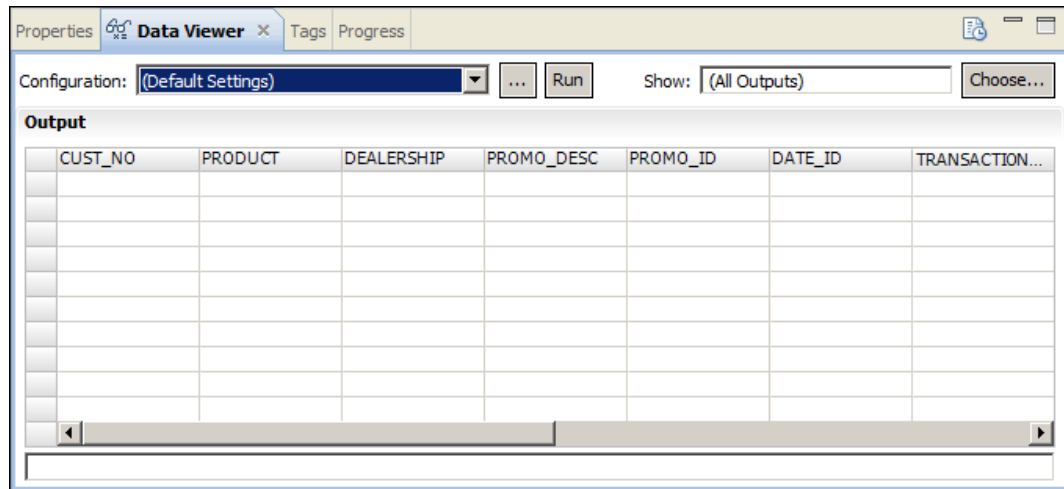 Properties Data Viewer Tags Progress
Configuration: (Default Settings) ... Run Show: (All Outputs) Choose...
Output
CUST_NO PRODUCT DEALERSHIP PROMO_DESC PROMO_ID DATE_ID TRANSACTION...